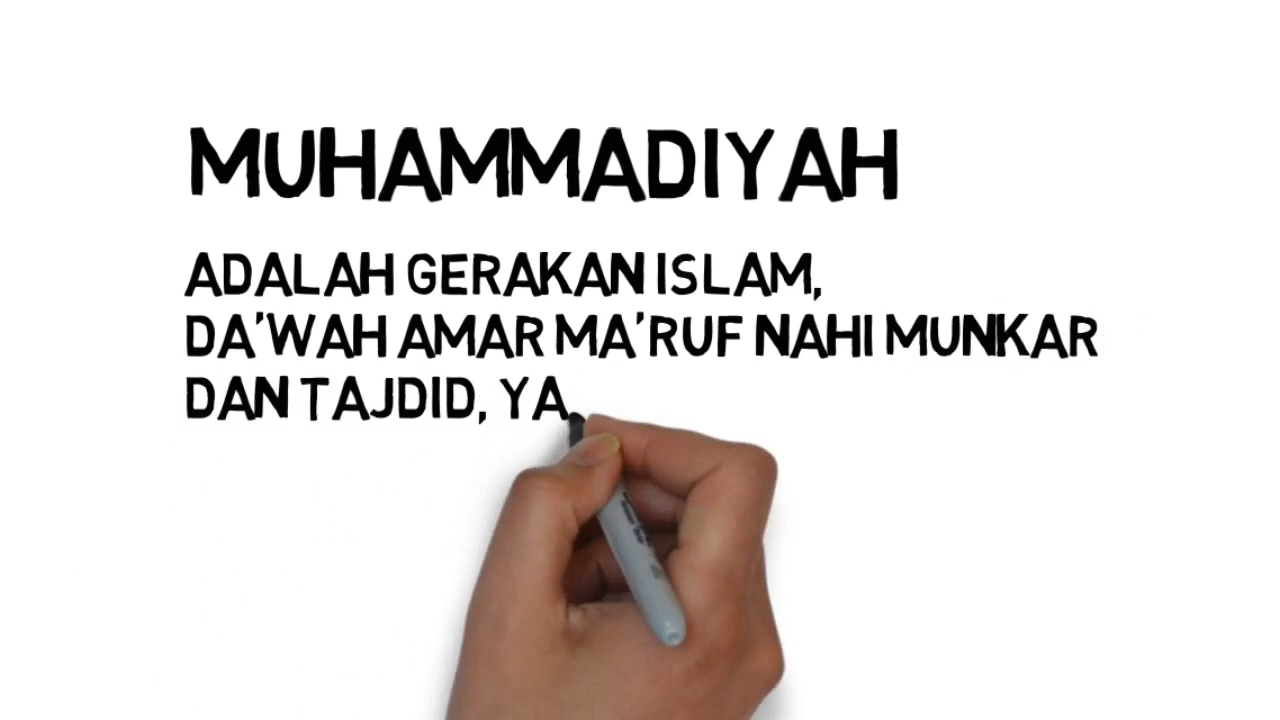 MUHAMMADIYAH
ADALAH GERAKAN ISLAM,
DA'WAH AMAR MA'RUF NAHI MUNKAR
DAN TAJDID, YA